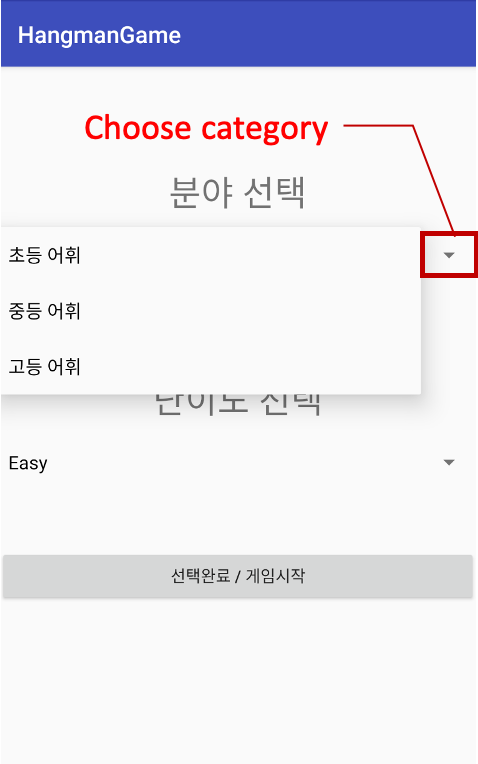 HangmanGame
Choose category
분야 선택
초등 어휘
중등 어휘
고등 어휘
난이도 선택
Easy
선택완료 / 게임시작